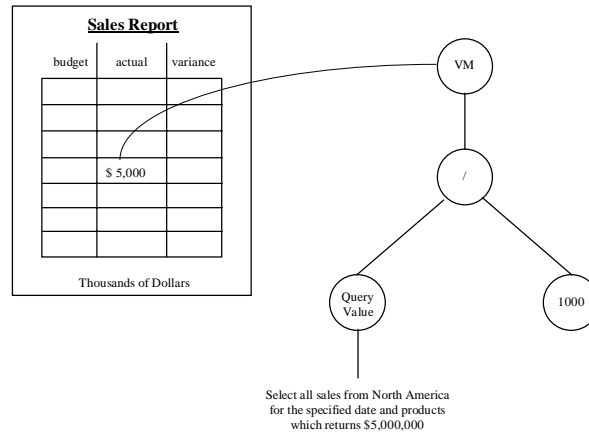 Sales Report
budget actual variance
$ 5,000
Thousands of Dollars
VM
/
Query
Value
1000
Select all sales from North America
for the specified date and products
which returns $5,000,000